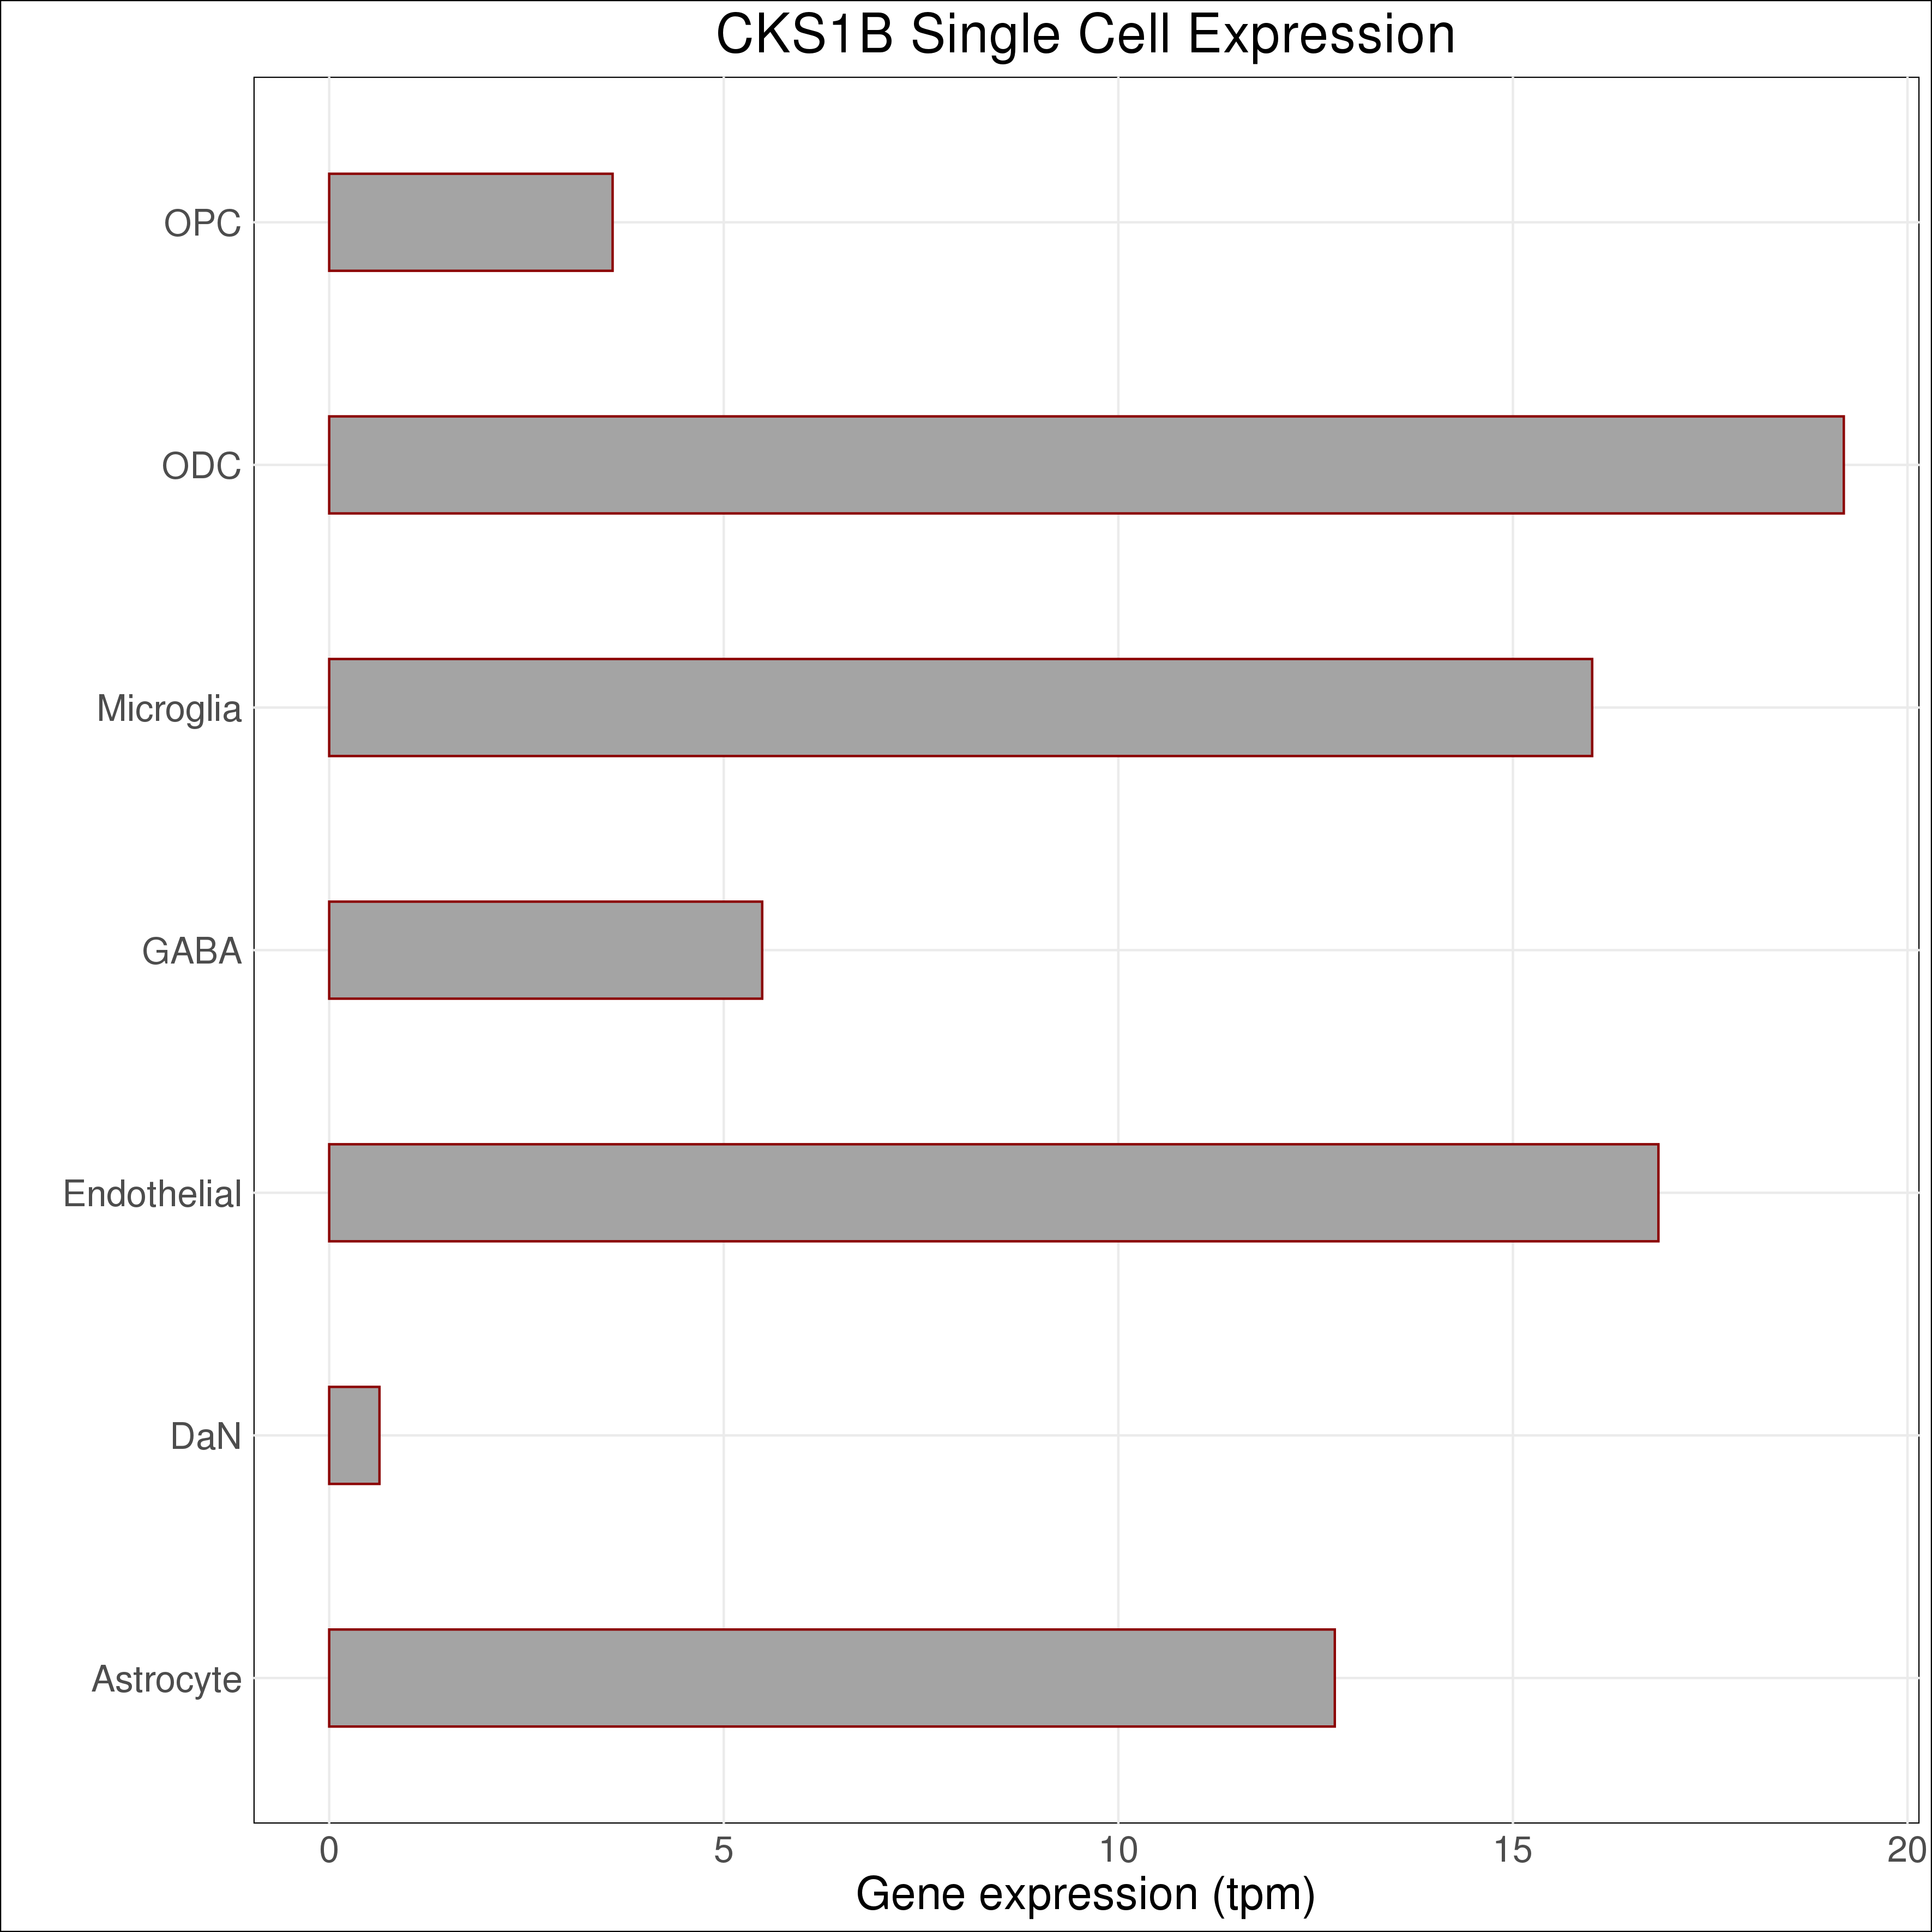 CKS1B Single Cell Expression
OPC
ODC
Microglia
GABA
Endothelial
DaN
Astrocyte
0 5 10 15 20
Gene expression (tpm)